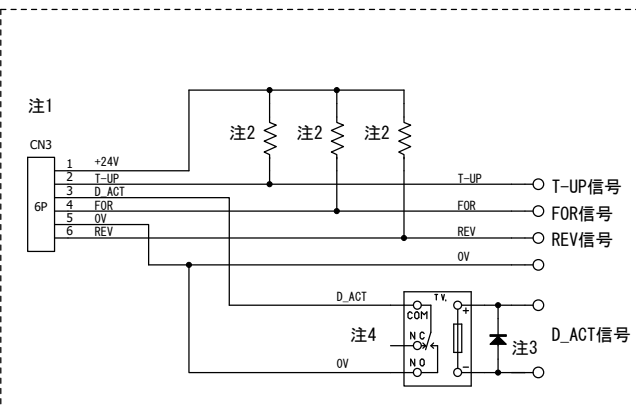 注1
CN3
6P
1 +24V
2 T-UP
3 D_ACT
4 FOR
5 0V
6 REV
注2 注2 注2
T-UP T-UP信号
FOR FOR信号
REV REV信号
0V
D_ACT
0V
注4
T V.
COM
NC
NO
+
-
注3
D_ACT信号